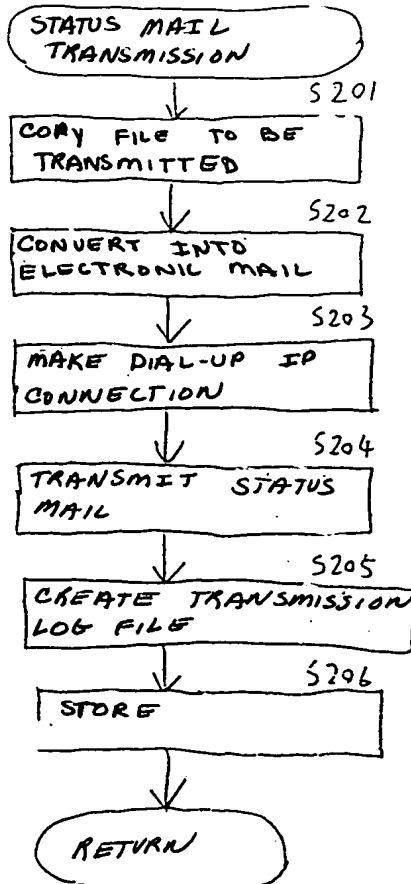 STATUS MAIL
TRANSMISSION
S201
COPY FILE TO BE
TRANSMITTED
S202
CONVERT INTO
ELECTRONIC MAIL
S203
MAKE DIAL-UP IP
CONNECTION
S204
TRANSMIT STATUS
MAIL
S205
CREATE TRANSMISSION
LOG FILE
S206
STORE
RETURN